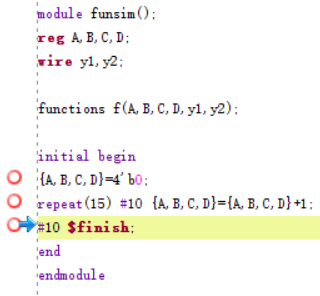 module funsim();
reg A,B,C,D;
wire y1,y2;
functions f(A,B,C,D,y1,y2);
initial begin
{A,B,C,D}=4'b0;
repeat(15) #10 {A,B,C,D}={A,B,C,D}+1;
#10 $finish;
end
endmodule